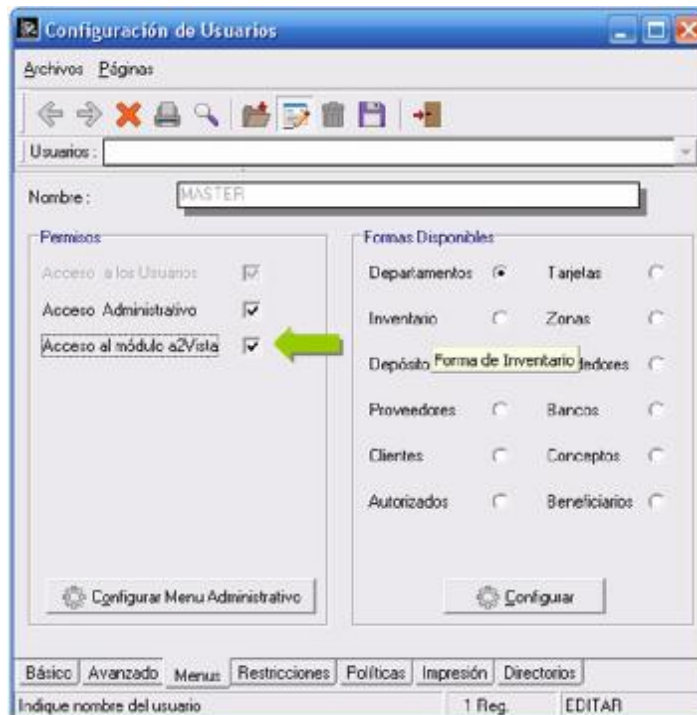 Configuración de Usuarios
Archivos Páginas
Usuarios :
Nombre : MASTER
Permisos
Acceso a los Usuarios
Acceso Administrativo
Acceso al módulo a2Vista
Configurar Menu Administrativo
Formas Disponibles
Departamentos Tarjetas
Inventario Zonas
Depósito Forma de Inventario dedores
Proveedores Bancos
Clientes Conceptos
Autorizados Beneficiarios
Configurar
Básico Avanzado Menus Restricciones Políticas Impresión Directorios
Indique nombre del usuario 1 Reg. EDITAR